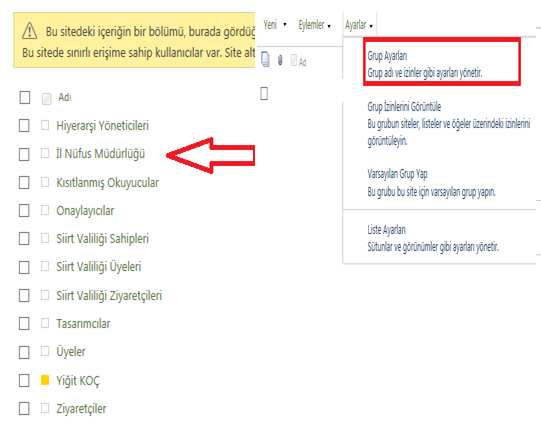 Bu sitedeki içeriğin bir bölümü, burada gördüğ
Bu sitede sınırlı erişime sahip kullanıcılar var. Site alt
Adı
Hiyerarşi Yöneticileri
İl Nüfus Müdürlüğü
Kısıtlanmış Okuyucular
Onaylayıcılar
Siirt Valiliği Sahipleri
Siirt Valiliği Üyeleri
Siirt Valiliği Ziyaretçileri
Tasarımcılar
Üyeler
Yiğit KOÇ
Ziyaretçiler
Yeni Eylemler Ayarlar
Ad
Grup Ayarları
Grup adı ve izinler gibi ayarları yönetir.
Grup İzinlerini Görüntüle
Bu grubun siteler, listeler ve öğeler üzerindeki izinlerini
görüntüleyin.
Varsayılan Grup Yap
Bu grubu bu site için varsayılan grup yapın.
Liste Ayarları
Sütunlar ve görünümler gibi ayarları yönetir.